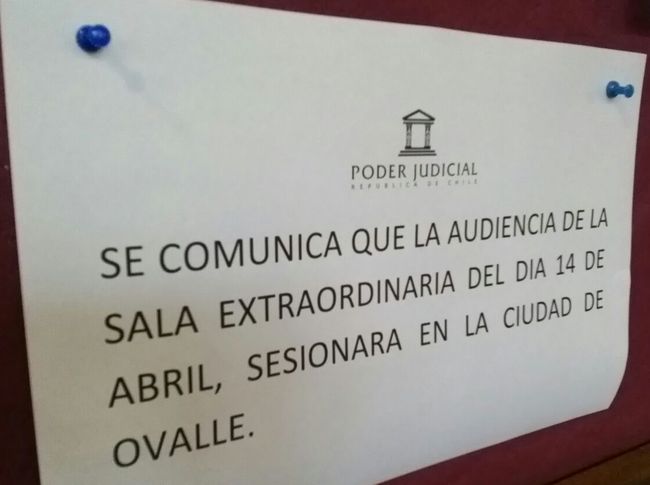 PODER JUDICIAL
REPUBLICA DE CHILE
SE COMUNICA QUE LA AUDIENCIA DE LA
SALA EXTRAORDINARIA DEL DIA 14 DE
ABRIL, SESIONARA EN LA CIUDAD DE
OVALLE.